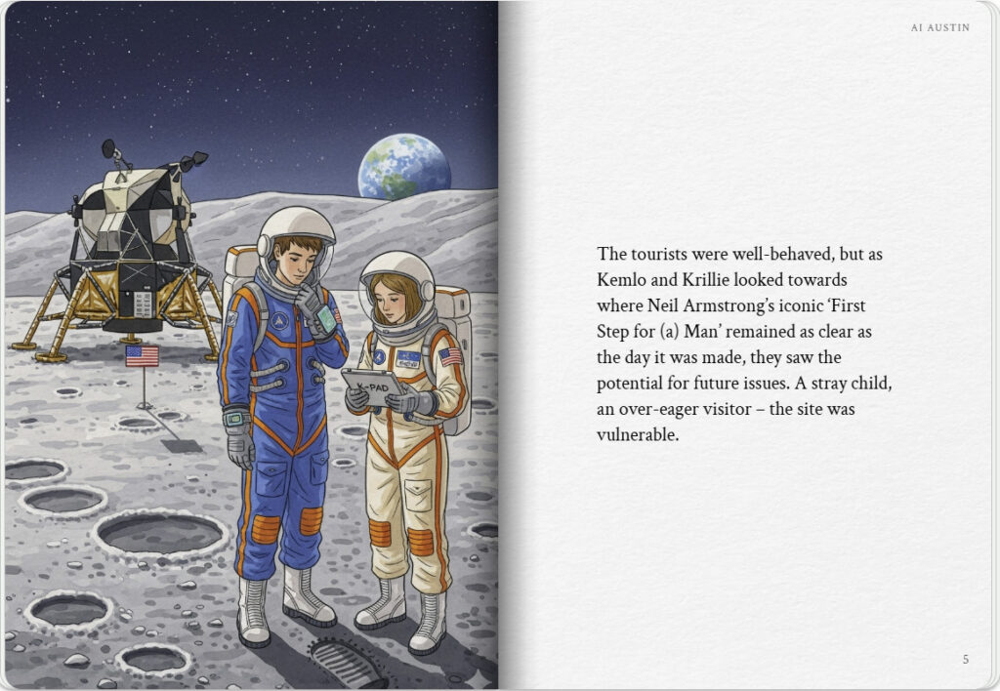 AI AUSTIN
K-PAD
The tourists were well-behaved, but as
Kemlo and Krillie looked towards
where Neil Armstrong’s iconic ‘First
Step for (a) Man’ remained as clear as
the day it was made, they saw the
potential for future issues. A stray child,
an over-eager visitor – the site was
vulnerable.
5